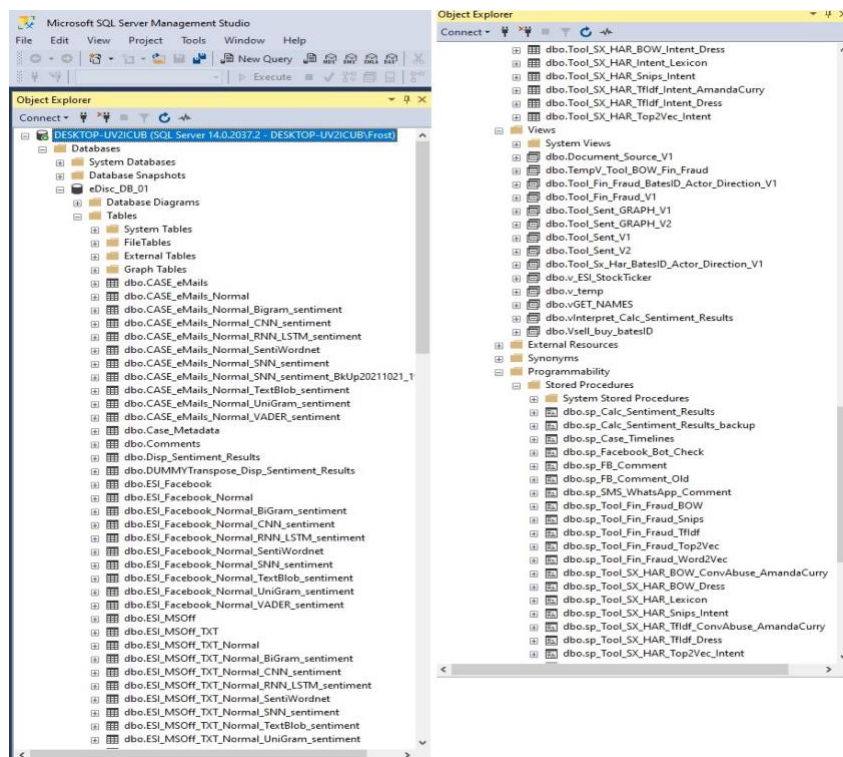 Microsoft SQL Server Management Studio
File Edit View Project Tools Window Help
New Query
Execute
Object Explorer
Connect
DESKTOP-UV2ICUB (SQL Server 14.0.2037.2 - DESKTOP-UV2ICUB\Frost)
Databases
System Databases
Database Snapshots
eDisc_DB_01
Database Diagrams
Tables
System Tables
FileTables
External Tables
Graph Tables
dbo.CASE_eMails
dbo.CASE_eMails_Normal
dbo.CASE_eMails_Normal_Bigram_sentiment
dbo.CASE_eMails_Normal_CNN_sentiment
dbo.CASE_eMails_Normal_RNN_LSTM_sentiment
dbo.CASE_eMails_Normal_SentiWordnet
dbo.CASE_eMails_Normal_SNN_sentiment
dbo.CASE_eMails_Normal_SNN_sentiment_BkUp20211021_1
dbo.CASE_eMails_Normal_TextBlob_sentiment
dbo.CASE_eMails_Normal_UniGram_sentiment
dbo.CASE_eMails_Normal_VADER_sentiment
dbo.Case_Metadata
dbo.Comments
dbo.Disp_Sentiment_Results
dbo.DUMMYTranspose_Disp_Sentiment_Results
dbo.ESI_Facebook
dbo.ESI_Facebook_Normal
dbo.ESI_Facebook_Normal_BiGram_sentiment
dbo.ESI_Facebook_Normal_CNN_sentiment
dbo.ESI_Facebook_Normal_RNN_LSTM_sentiment
dbo.ESI_Facebook_Normal_SentiWordnet
dbo.ESI_Facebook_Normal_SNN_sentiment
dbo.ESI_Facebook_Normal_TextBlob_sentiment
dbo.ESI_Facebook_Normal_UniGram_sentiment
dbo.ESI_Facebook_Normal_VADER_sentiment
dbo.ESI_MSOff
dbo.ESI_MSOff_TXT
dbo.ESI_MSOff_TXT_Normal
dbo.ESI_MSOff_TXT_Normal_BiGram_sentiment
dbo.ESI_MSOff_TXT_Normal_CNN_sentiment
dbo.ESI_MSOff_TXT_Normal_RNN_LSTM_sentiment
dbo.ESI_MSOff_TXT_Normal_SentiWordnet
dbo.ESI_MSOff_TXT_Normal_SNN_sentiment
dbo.ESI_MSOff_TXT_Normal_TextBlob_sentiment
dbo.ESI_MSOff_TXT_Normal_UniGram_sentiment
Object Explorer
Connect
dbo.Tool_SX_HAR_BOW_Intent_Dress
dbo.Tool_SX_HAR_Intent_Lexicon
dbo.Tool_SX_HAR_Snips_Intent
dbo.Tool_SX_HAR_TfIdf_Intent_AmandaCurry
dbo.Tool_SX_HAR_TfIdf_Intent_Dress
dbo.Tool_SX_HAR_Top2Vec_Intent
Views
System Views
dbo.Document_Source_V1
dbo.TempV_Tool_BOW_Fin_Fraud
dbo.Tool_Fin_Fraud_BatesID_Actor_Direction_V1
dbo.Tool_Fin_Fraud_V1
dbo.Tool_Sent_GRAPH_V1
dbo.Tool_Sent_GRAPH_V2
dbo.Tool_Sent_V1
dbo.Tool_Sent_V2
dbo.Tool_Sx_Har_BatesID_Actor_Direction_V1
dbo.v_ESI_StockTicker
dbo.v_temp
dbo.vGET_NAMES
dbo.vInterpret_Calc_Sentiment_Results
dbo.Vsell_buy_batesID
External Resources
Synonyms
Programmability
Stored Procedures
System Stored Procedures
dbo.sp_Calc_Sentiment_Results
dbo.sp_Calc_Sentiment_Results_backup
dbo.sp_Case_Timelines
dbo.sp_Facebook_Bot_Check
dbo.sp_FB_Comment
dbo.sp_FB_Comment_Old
dbo.sp_SMS_WhatsApp_Comment
dbo.sp_Tool_Fin_Fraud_BOW
dbo.sp_Tool_Fin_Fraud_Snips
dbo.sp_Tool_Fin_Fraud_TfIdf
dbo.sp_Tool_Fin_Fraud_Top2Vec
dbo.sp_Tool_Fin_Fraud_Word2Vec
dbo.sp_Tool_SX_HAR_BOW_ConvAbuse_AmandaCurry
dbo.sp_Tool_SX_HAR_BOW_Dress
dbo.sp_Tool_SX_HAR_Lexicon
dbo.sp_Tool_SX_HAR_Snips_Intent
dbo.sp_Tool_SX_HAR_TfIdf_ConvAbuse_AmandaCurry
dbo.sp_Tool_SX_HAR_TfIdf_Dress
dbo.sp_Tool_SX_HAR_Top2Vec_Intent